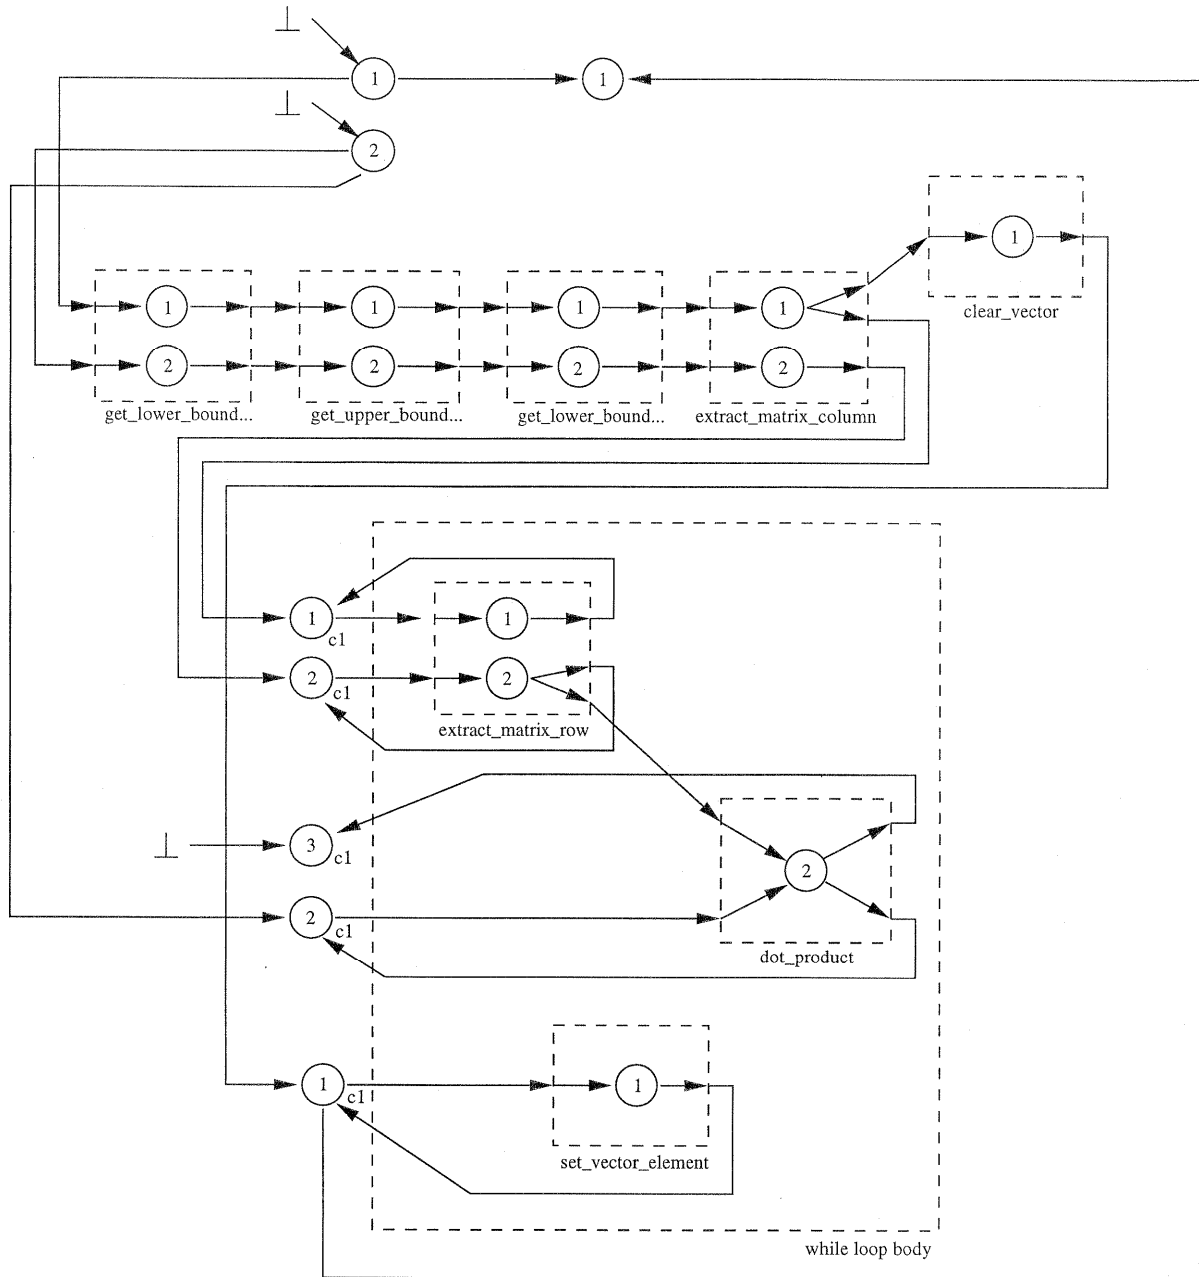 ⊥
1 1
⊥
2
1
clear_vector
1 1 1 1
2 2 2 2
get_lower_bound... get_upper_bound... get_lower_bound... extract_matrix_column
1 c1 1
2 c1 2
extract_matrix_row
⊥ 3 c1
2
2 c1
dot_product
1 c1 1
set_vector_element
while loop body